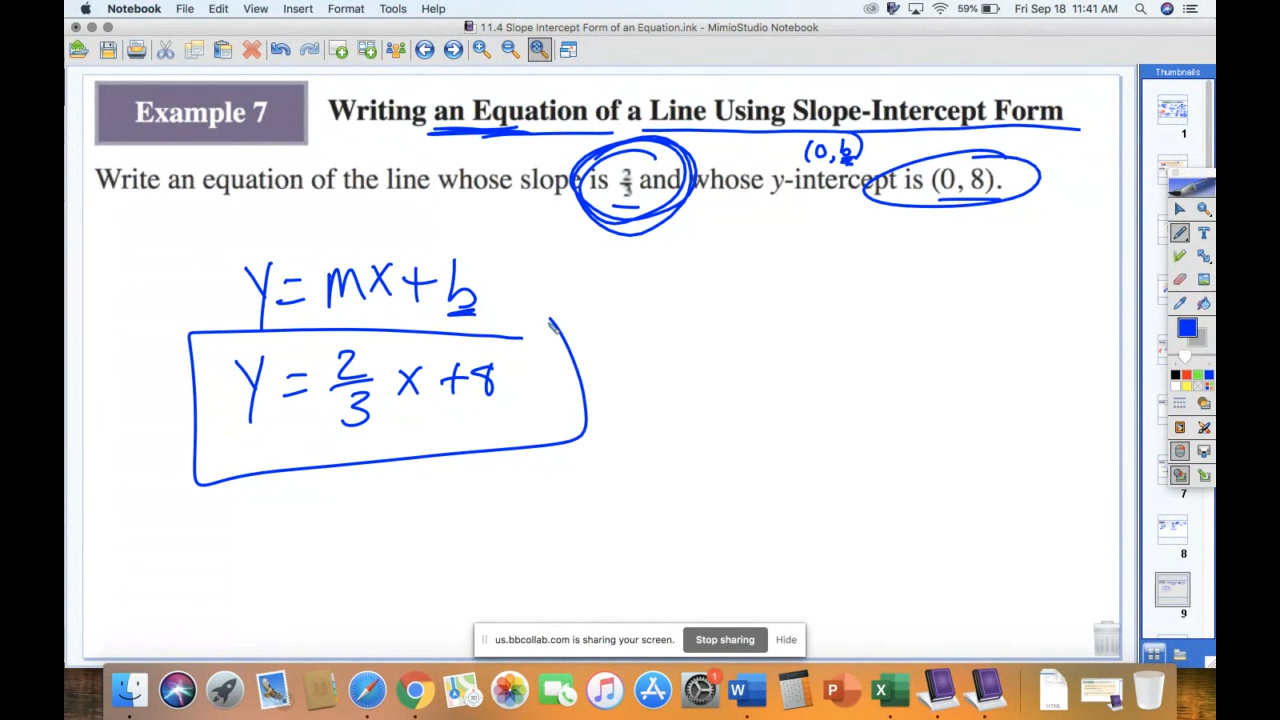 Notebook File Edit View Insert Format Tools Help 59% Fri Sep 18 11:41 AM
11.4 Slope Intercept Form of an Equation.ink - MimioStudio Notebook
Thumbnails
Example 7 Writing an Equation of a Line Using Slope-Intercept Form
1
(0, b)
Write an equation of the line whose slope is 2/3 and whose y-intercept is (0, 8).
y = mx + b
y = 2/3 x + 8
7
8
9
us.bbcollab.com is sharing your screen. Stop sharing Hide
30
1
W
P
X
HTML